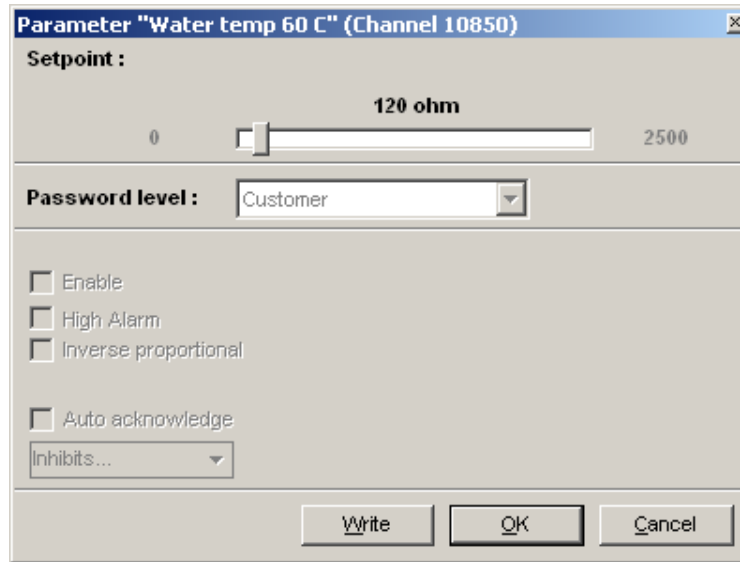 Parameter "Water temp 60 C" (Channel 10850)
Setpoint :
120 ohm
0 2500
Password level : Customer
Enable
High Alarm
Inverse proportional
Auto acknowledge
Inhibits...
Write OK Cancel